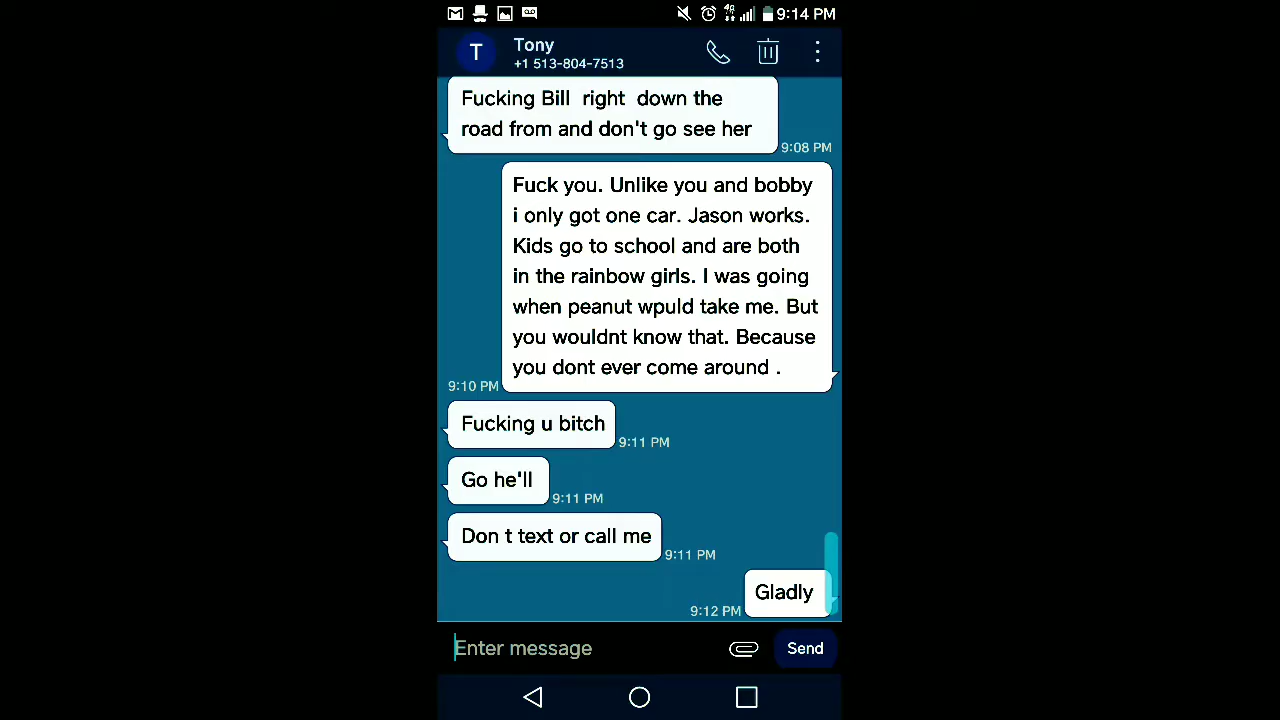 9:14 PM
T
Tony
+1 513-804-7513
Fucking Bill right down the
road from and don't go see her
9:08 PM
Fuck you. Unlike you and bobby
i only got one car. Jason works.
Kids go to school and are both
in the rainbow girls. I was going
when peanut wpuld take me. But
you wouldnt know that. Because
you dont ever come around .
9:10 PM
Fucking u bitch
9:11 PM
Go he'll
9:11 PM
Don t text or call me
9:11 PM
Gladly
9:12 PM
Enter message
Send